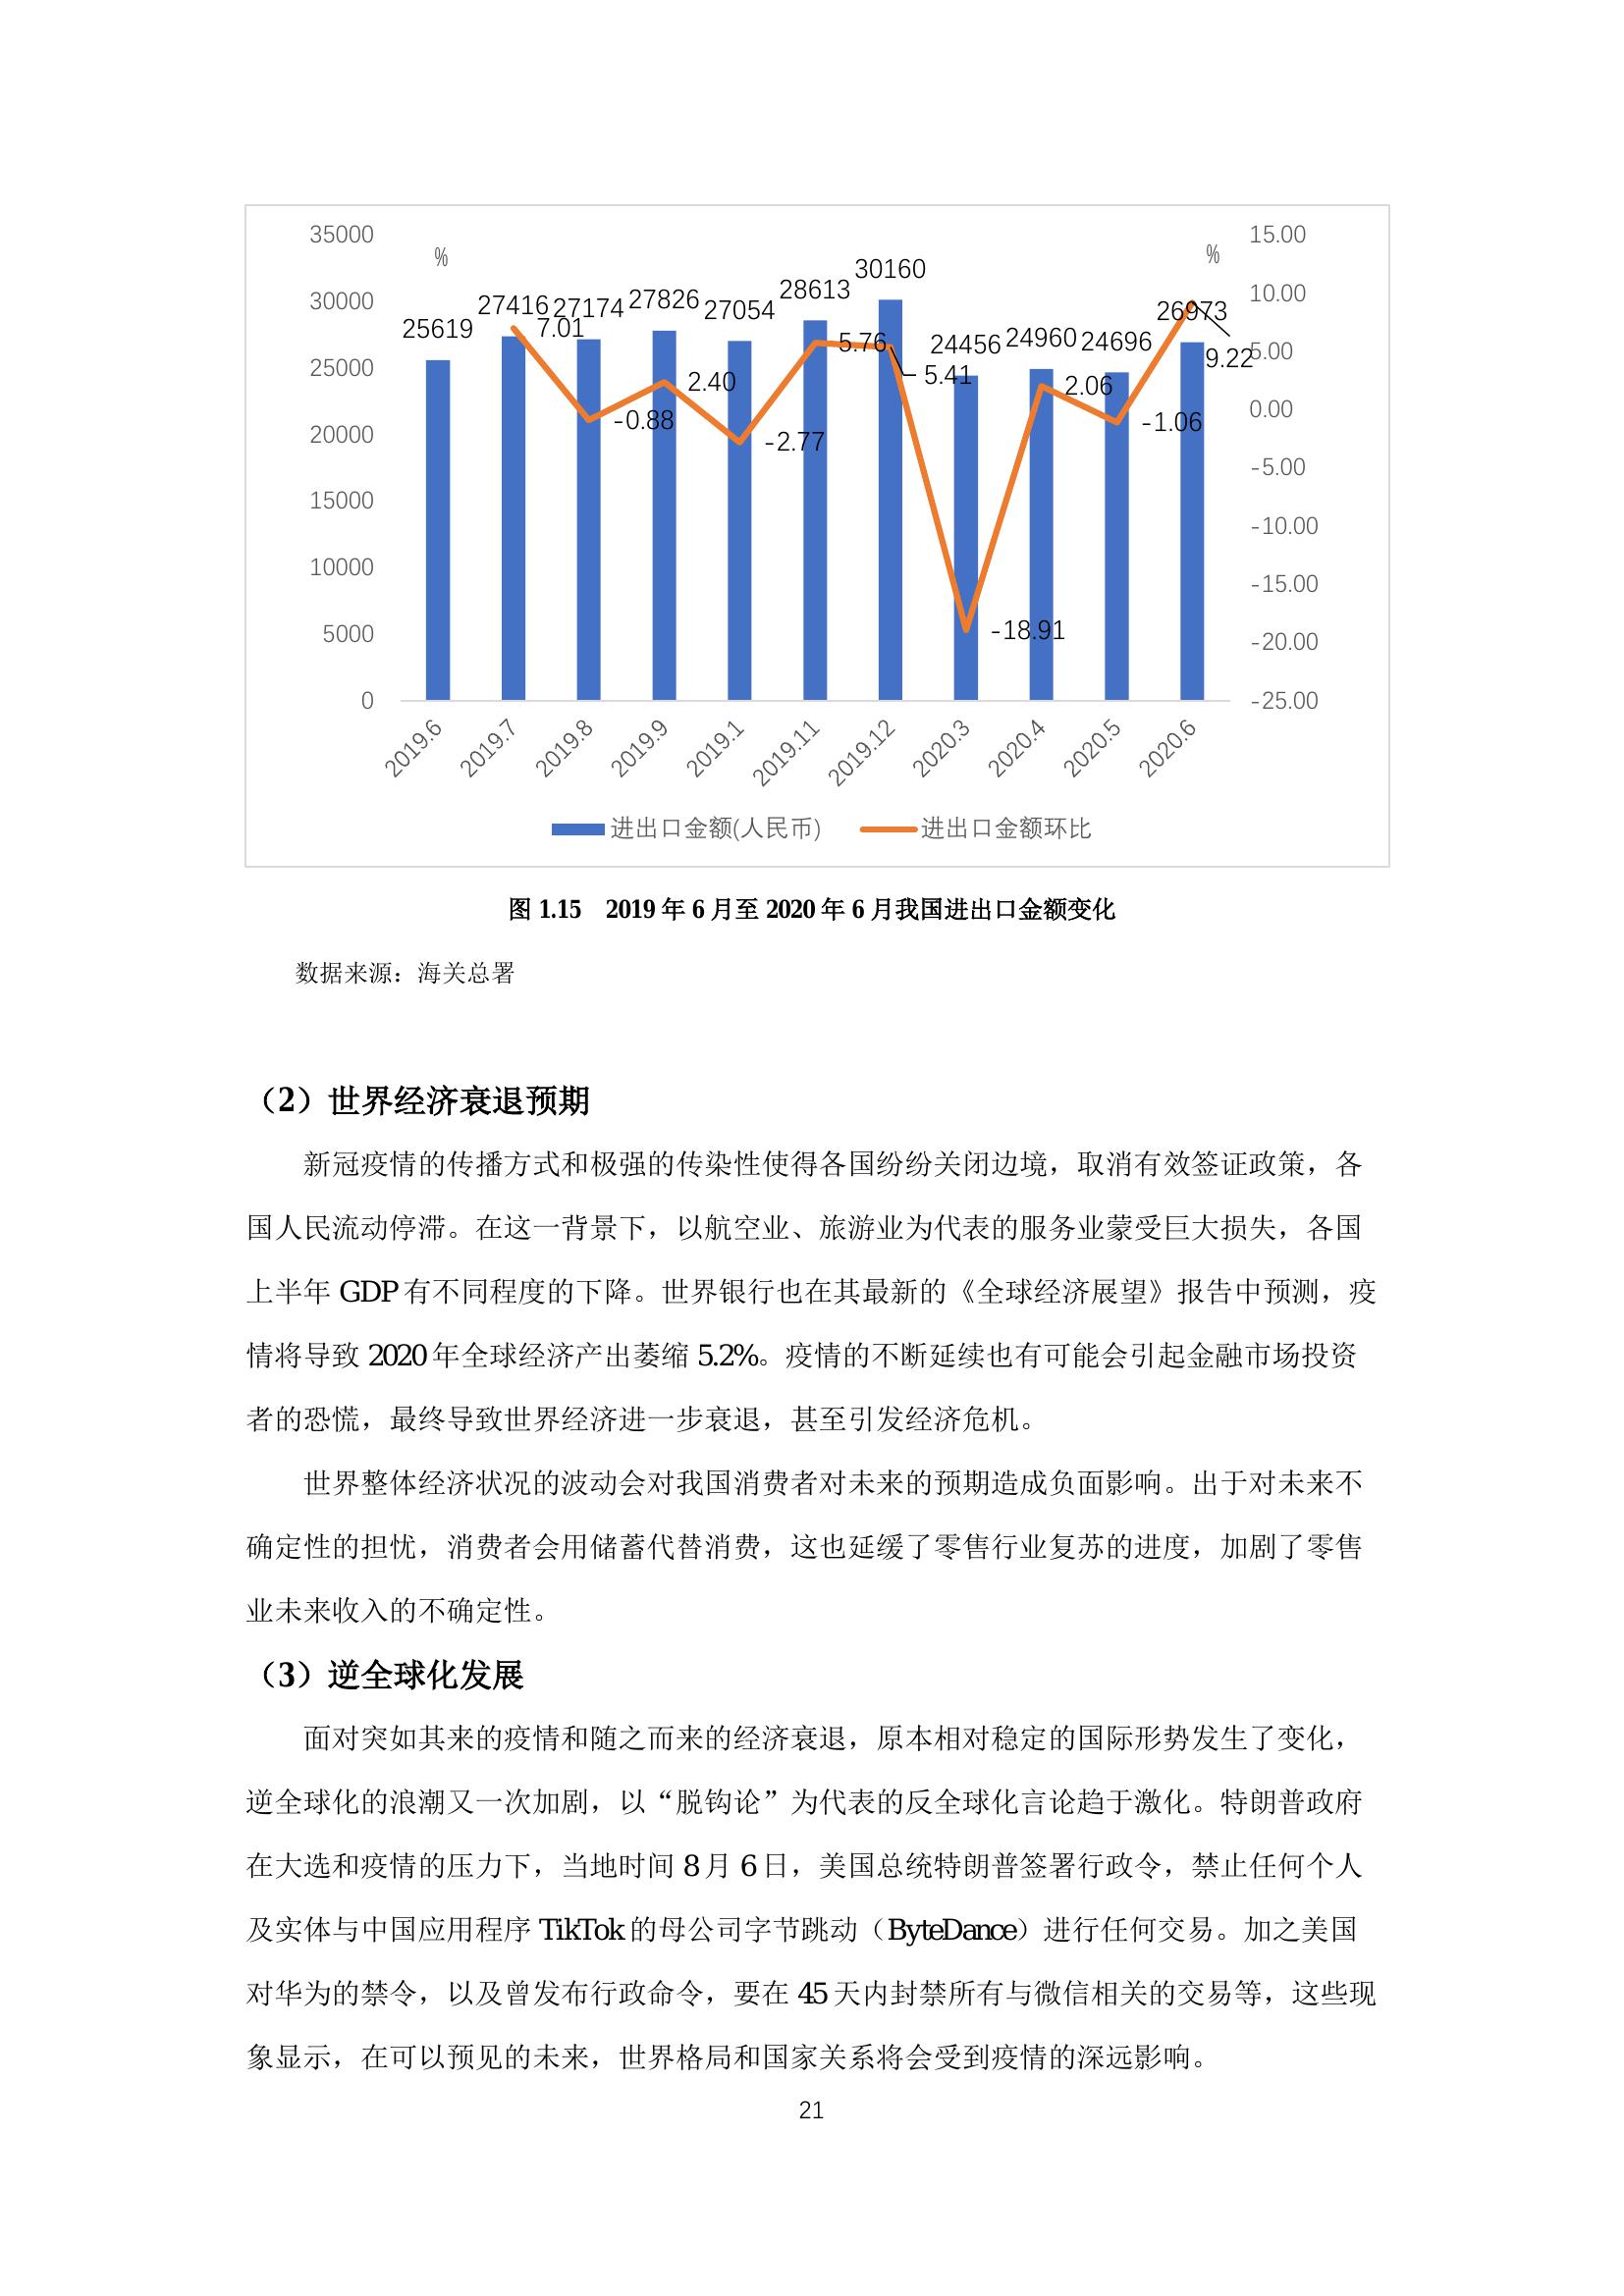 35000
30000
25000
20000
15000
10000
5000
0
%
%
15.00
10.00
5.00
0.00
-5.00
-10.00
-15.00
-20.00
-25.00
25619
27416
27174
27826
27054
28613
30160
24456
24960
24696
26973
7.01
-0.88
2.40
-2.77
5.76
5.41
-18.91
2.06
-1.06
9.22
2019.6
2019.7
2019.8
2019.9
2019.1
2019.11
2019.12
2020.3
2020.4
2020.5
2020.6
进出口金额(人民币) 进出口金额环比
图 1.15 2019 年 6 月至 2020 年 6 月我国进出口金额变化
数据来源：海关总署
（2）世界经济衰退预期
新冠疫情的传播方式和极强的传染性使得各国纷纷关闭边境，取消有效签证政策，各
国人民流动停滞。在这一背景下，以航空业、旅游业为代表的服务业蒙受巨大损失，各国
上半年 GDP 有不同程度的下降。世界银行也在其最新的《全球经济展望》报告中预测，疫
情将导致 2020 年全球经济产出萎缩 5.2%。疫情的不断延续也有可能会引起金融市场投资
者的恐慌，最终导致世界经济进一步衰退，甚至引发经济危机。
世界整体经济状况的波动会对我国消费者对未来的预期造成负面影响。出于对未来不
确定性的担忧，消费者会用储蓄代替消费，这也延缓了零售行业复苏的进度，加剧了零售
业未来收入的不确定性。
（3）逆全球化发展
面对突如其来的疫情和随之而来的经济衰退，原本相对稳定的国际形势发生了变化，
逆全球化的浪潮又一次加剧，以“脱钩论”为代表的反全球化言论趋于激化。特朗普政府
在大选和疫情的压力下，当地时间 8 月 6 日，美国总统特朗普签署行政令，禁止任何个人
及实体与中国应用程序 TikTok 的母公司字节跳动（ByteDance）进行任何交易。加之美国
对华为的禁令，以及曾发布行政命令，要在 45 天内封禁所有与微信相关的交易等，这些现
象显示，在可以预见的未来，世界格局和国家关系将会受到疫情的深远影响。
21